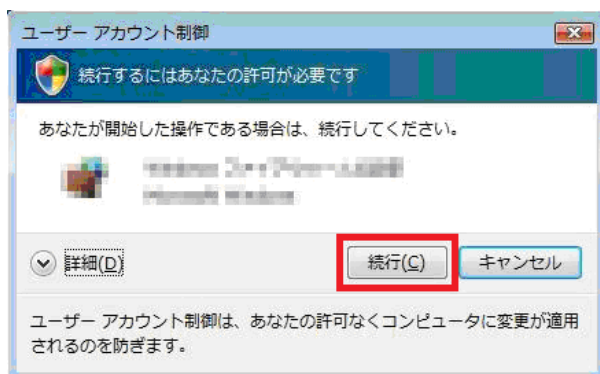 ユーザー アカウント制御
続行するにはあなたの許可が必要です
あなたが開始した操作である場合は、続行してください。
詳細(D)
続行(C)
キャンセル
ユーザー アカウント制御は、あなたの許可なくコンピュータに変更が適用
されるのを防ぎます。